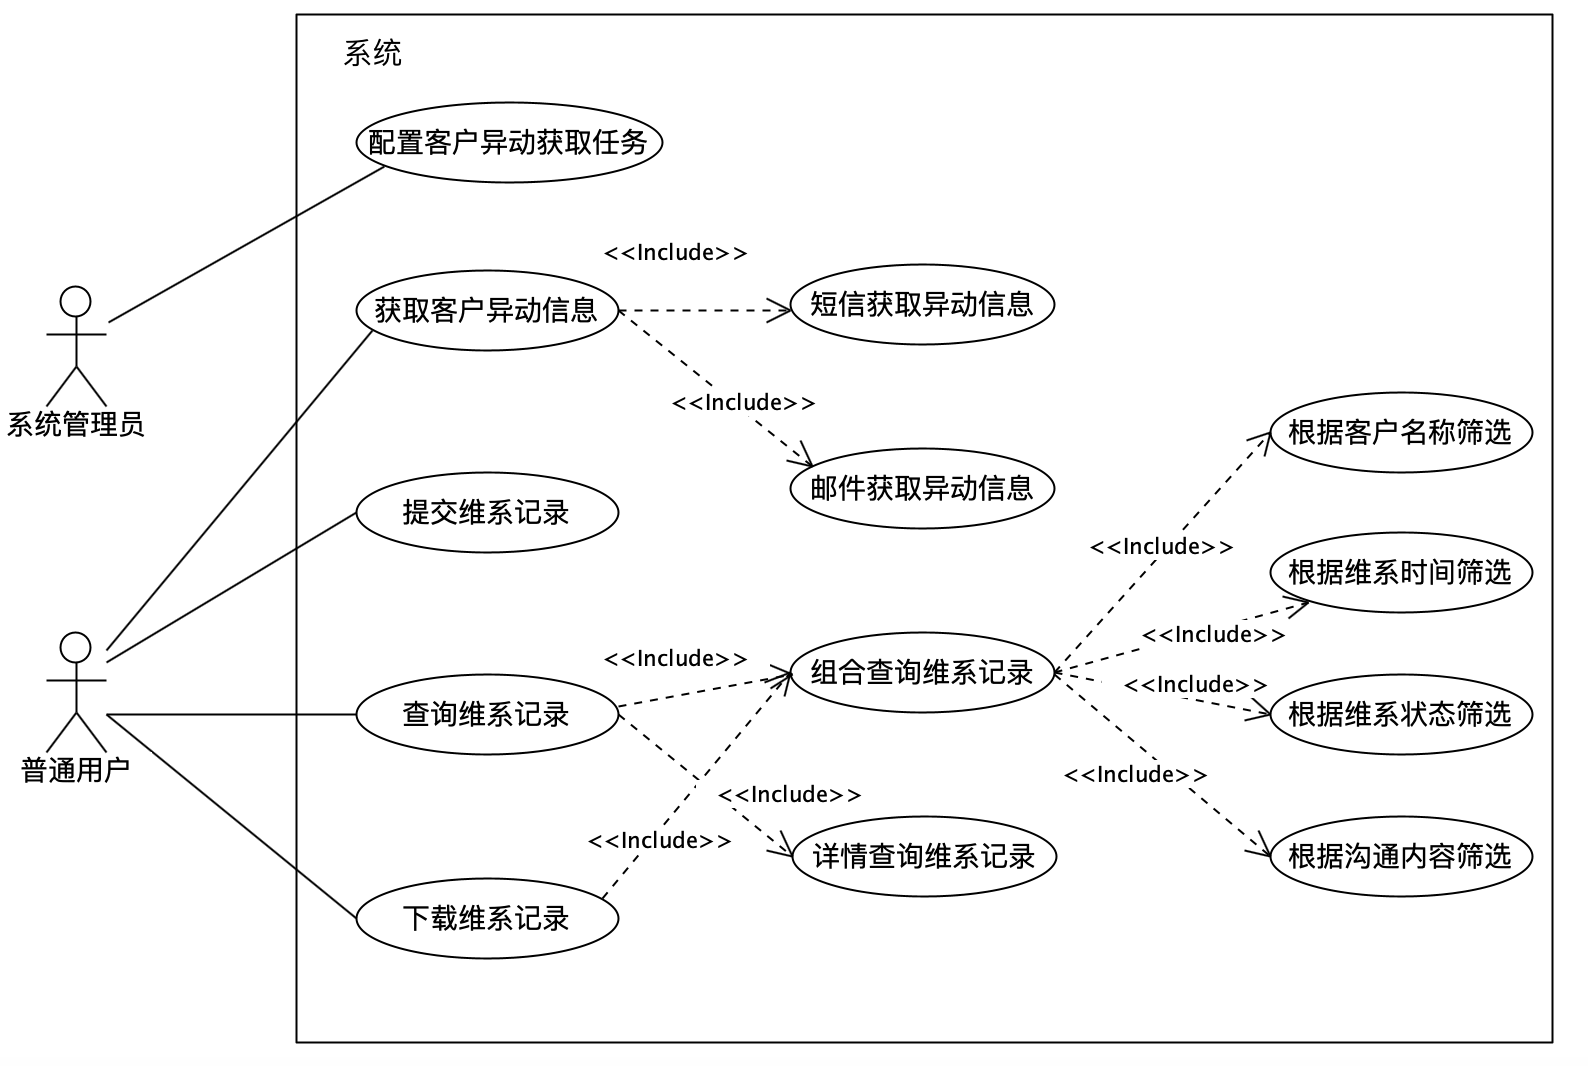 系统
配置客户异动获取任务
<<Include>>
获取客户异动信息
短信获取异动信息
<<Include>>
系统管理员
根据客户名称筛选
邮件获取异动信息
提交维系记录
<<Include>>
根据维系时间筛选
<<Include>>
<<Include>>
组合查询维系记录
<<Include>>
查询维系记录
根据维系状态筛选
普通用户
<<Include>>
<<Include>>
<<Include>>
详情查询维系记录
根据沟通内容筛选
下载维系记录